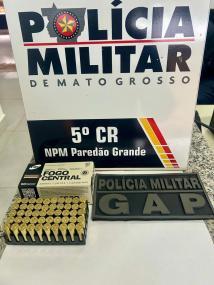 POLÍCIA
MILITAR
DE MATO GROSSO
5º CR
NPM Paredão Grande
FOGO
CENTRAL
POLÍCIA MILITAR
GAP